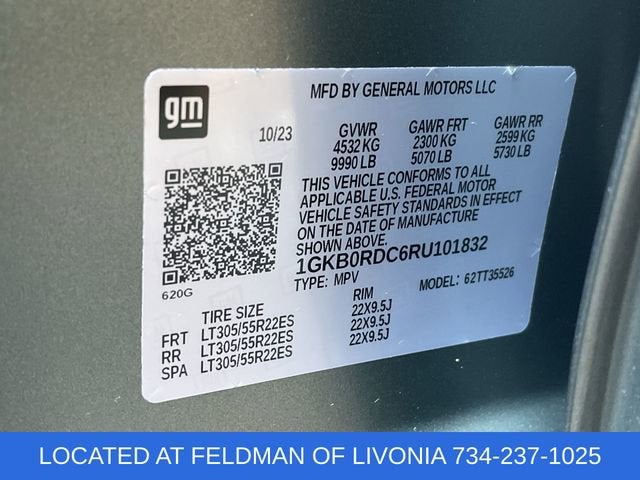 gm
MFD BY GENERAL MOTORS LLC
10/23
GVWR GAWR FRT GAWR RR
4532 KG 2300 KG 2599 KG
9990 LB 5070 LB 5730 LB
THIS VEHICLE CONFORMS TO ALL
APPLICABLE U.S. FEDERAL MOTOR
VEHICLE SAFETY STANDARDS IN EFFECT
ON THE DATE OF MANUFACTURE
SHOWN ABOVE.
1GKB0RDC6RU101832
TYPE: MPV MODEL: 62TT35526
620G
TIRE SIZE RIM
FRT LT305/55R22ES 22X9.5J
RR LT305/55R22ES 22X9.5J
SPA LT305/55R22ES 22X9.5J
LOCATED AT FELDMAN OF LIVONIA 734-237-1025